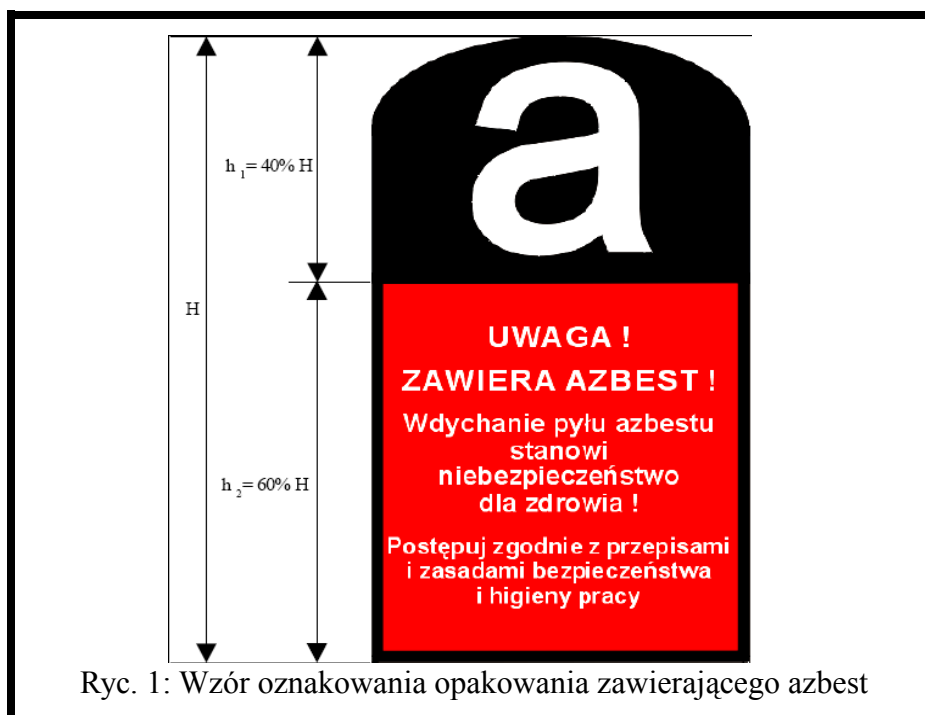 a
h 1= 40% H
H
h 2= 60% H
UWAGA !
ZAWIERA AZBEST !
Wdychanie pyłu azbestu
stanowi
niebezpieczeństwo
dla zdrowia !
Postępuj zgodnie z przepisami
i zasadami bezpieczeństwa
i higieny pracy
Ryc. 1: Wzór oznakowania opakowania zawierającego azbest